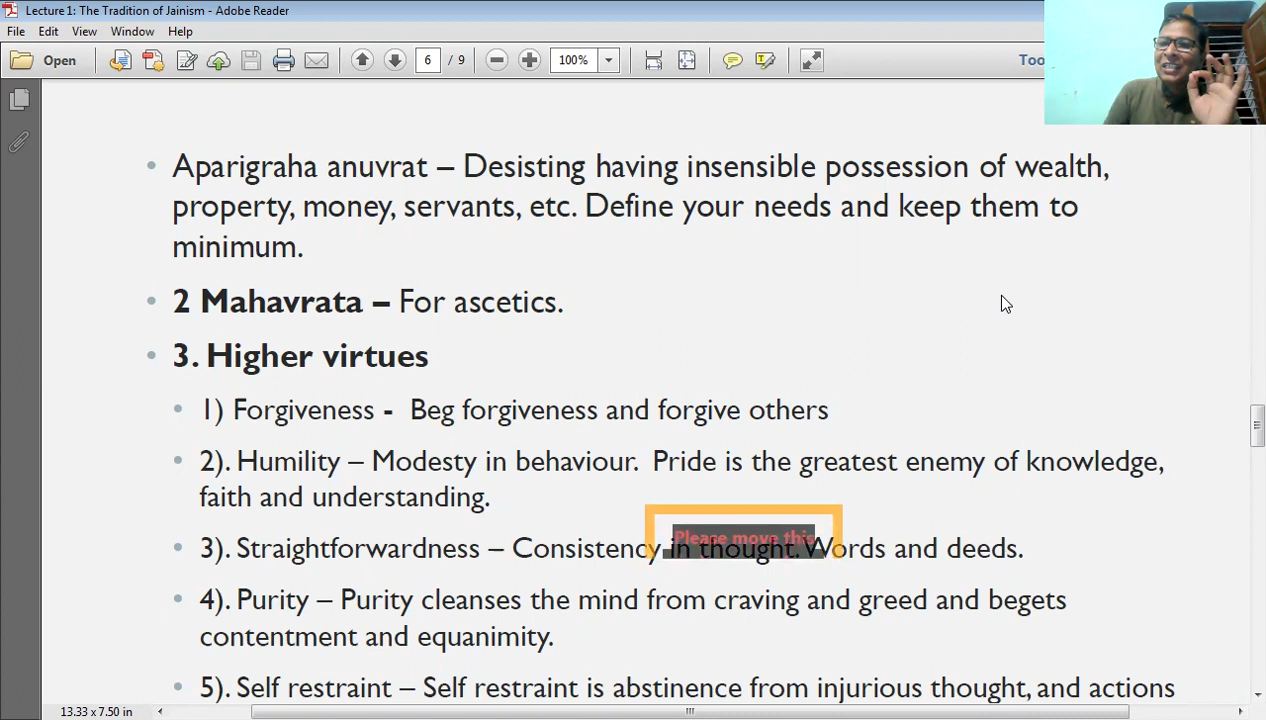 Lecture 1: The Tradition of Jainism - Adobe Reader
File Edit View Window Help
Open 6 / 9 100% Too
• Aparigraha anuvrat – Desisting having insensible possession of wealth,
property, money, servants, etc. Define your needs and keep them to
minimum.
• 2 Mahavrata – For ascetics.
• 3. Higher virtues
• 1) Forgiveness - Beg forgiveness and forgive others
• 2). Humility – Modesty in behaviour. Pride is the greatest enemy of knowledge,
faith and understanding.
Please move this
• 3). Straightforwardness – Consistency in thought. Words and deeds.
• 4). Purity – Purity cleanses the mind from craving and greed and begets
contentment and equanimity.
• 5). Self restraint – Self restraint is abstinence from injurious thought, and actions
13.33 x 7.50 in